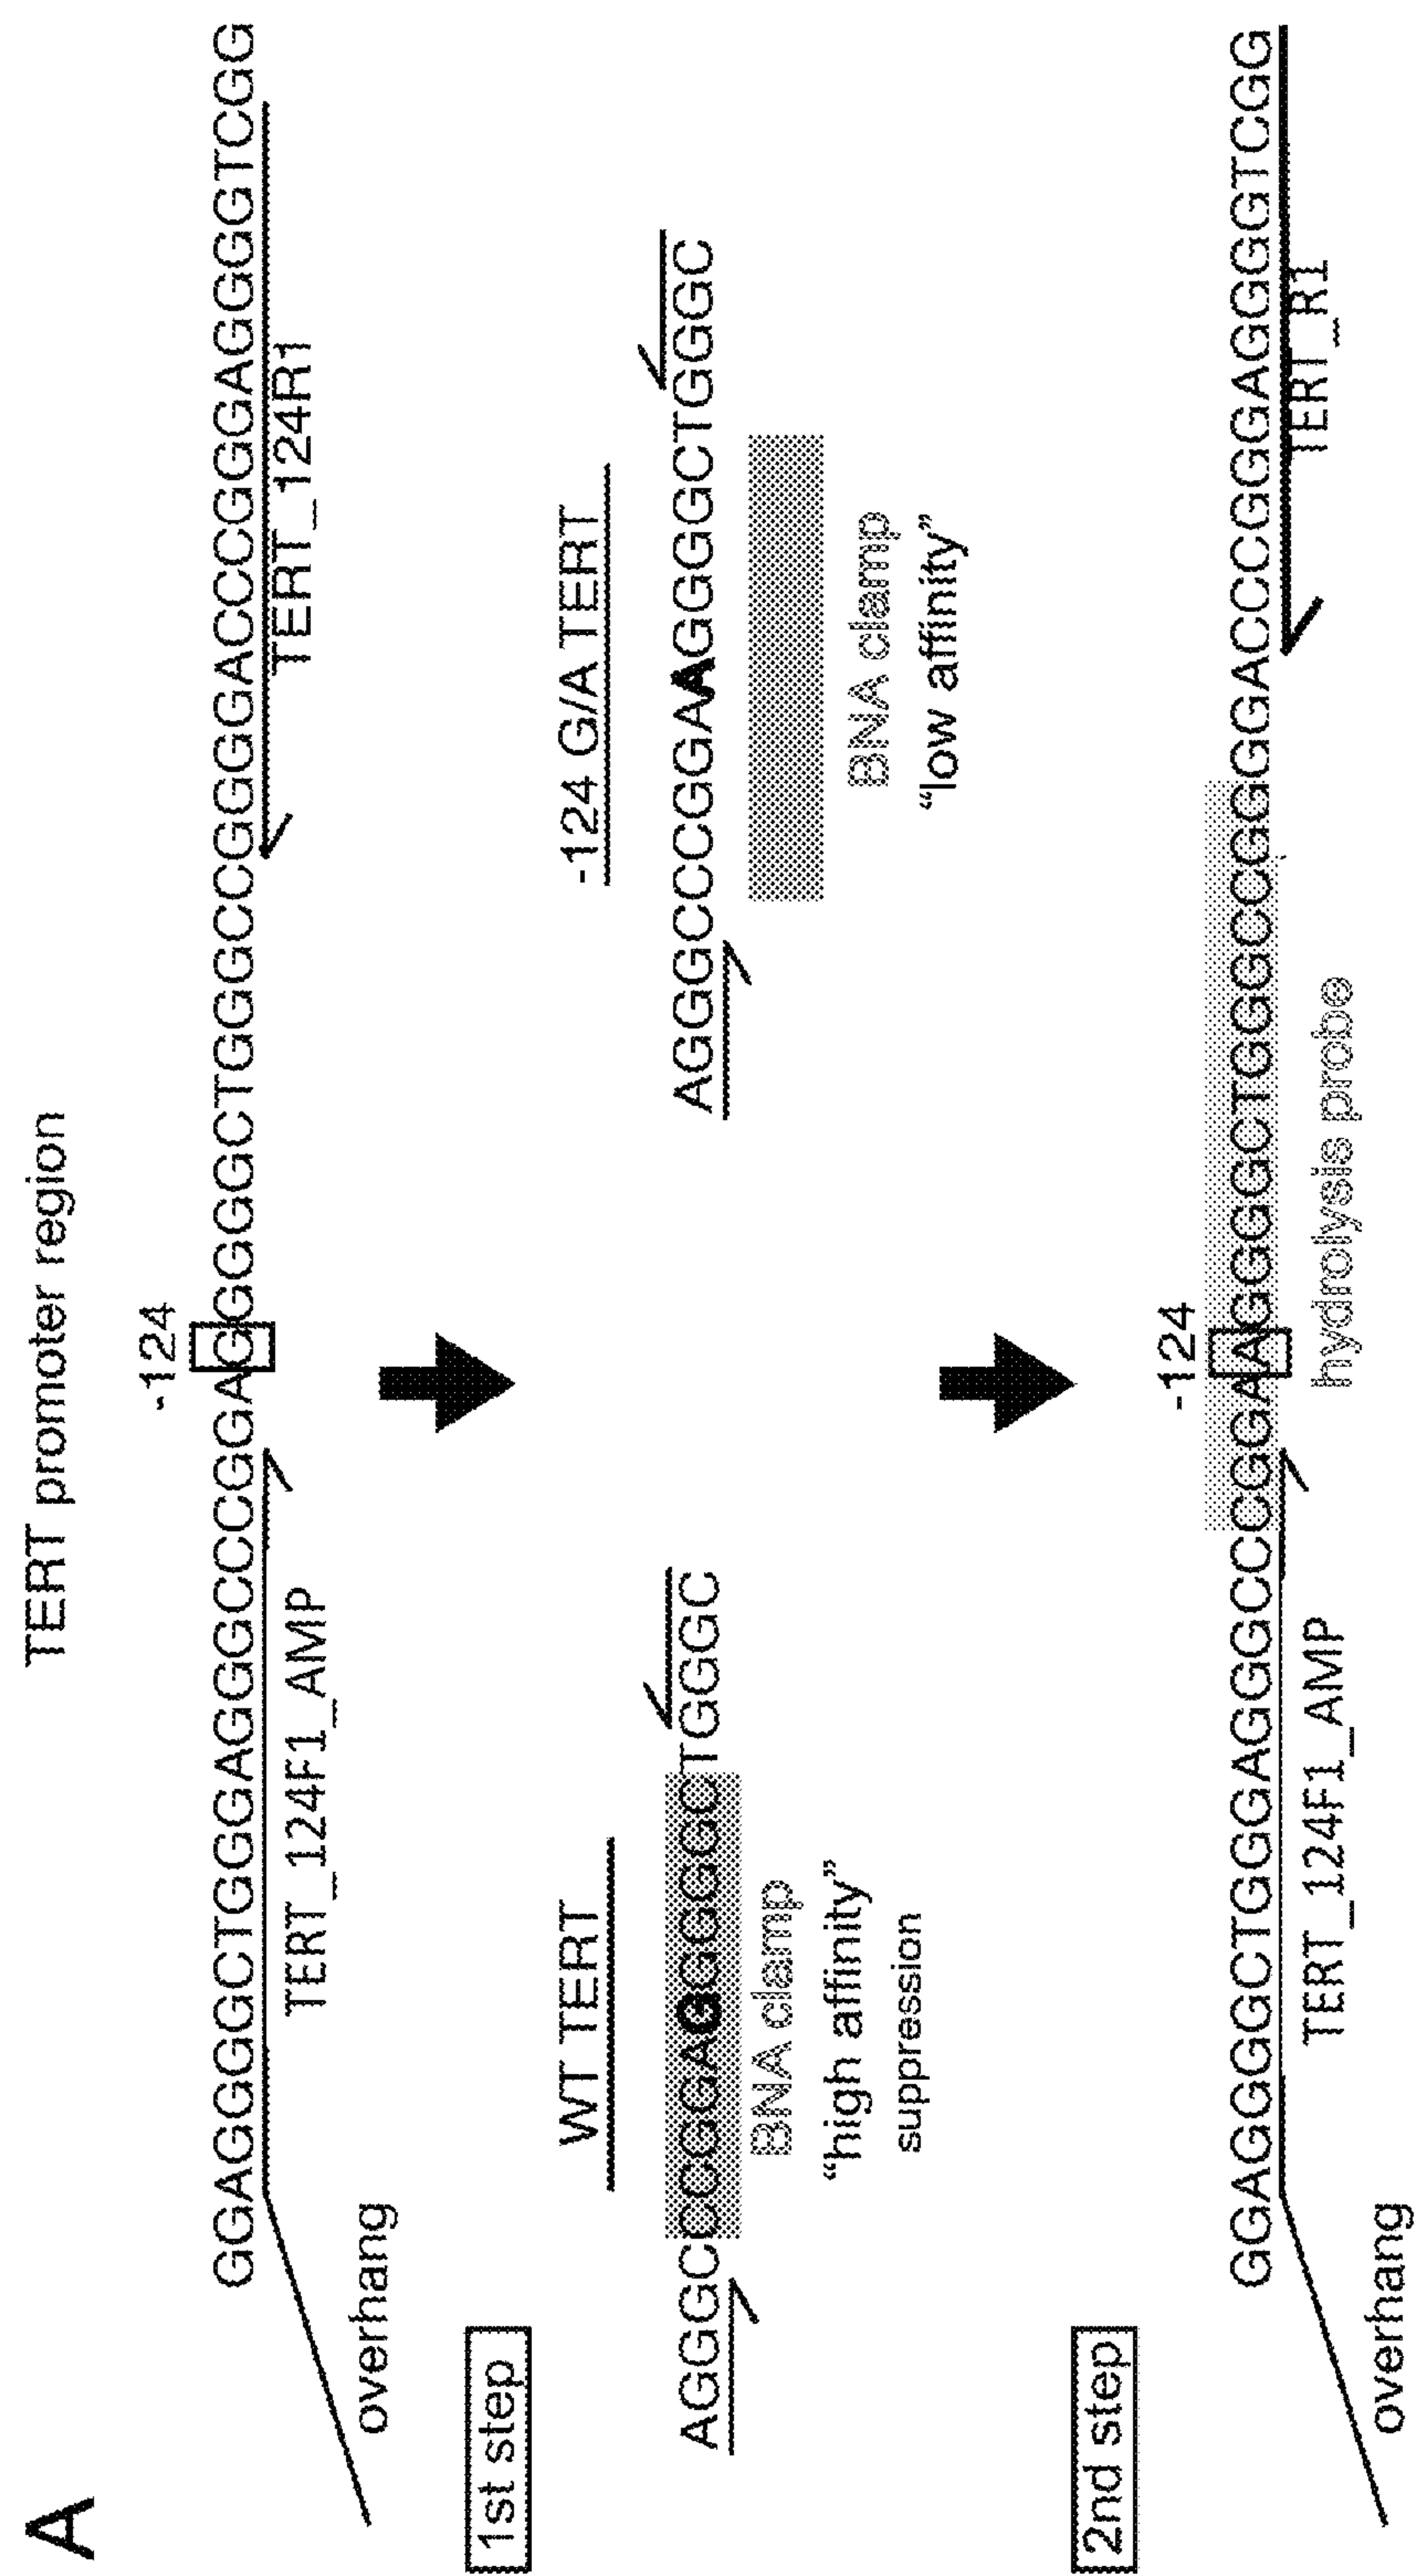 A
TERT promoter region
-124
GGAGGGGCTGGGAGGGCCCGGAGGGGGCTGGGCCGGGGACCCGGGAGGGGTCGG
TERT_124F1_AMP
TERT_124R1
overhang
1st step
WT TERT
AGGGCCCGGAGGGGGCTGGGC
BNA clamp
“high affinity”
suppression
-124 G/A TERT
AGGGCCCGGAAGGGGCTGGGC
BNA clamp
“low affinity”
2nd step
-124
GGAGGGGCTGGGAGGGCCCGGAAGGGGCTGGGCCGGGGACCCGGGAGGGGTCGG
TERT_124F1_AMP
hydrolysis probe
TERT_R1
overhang